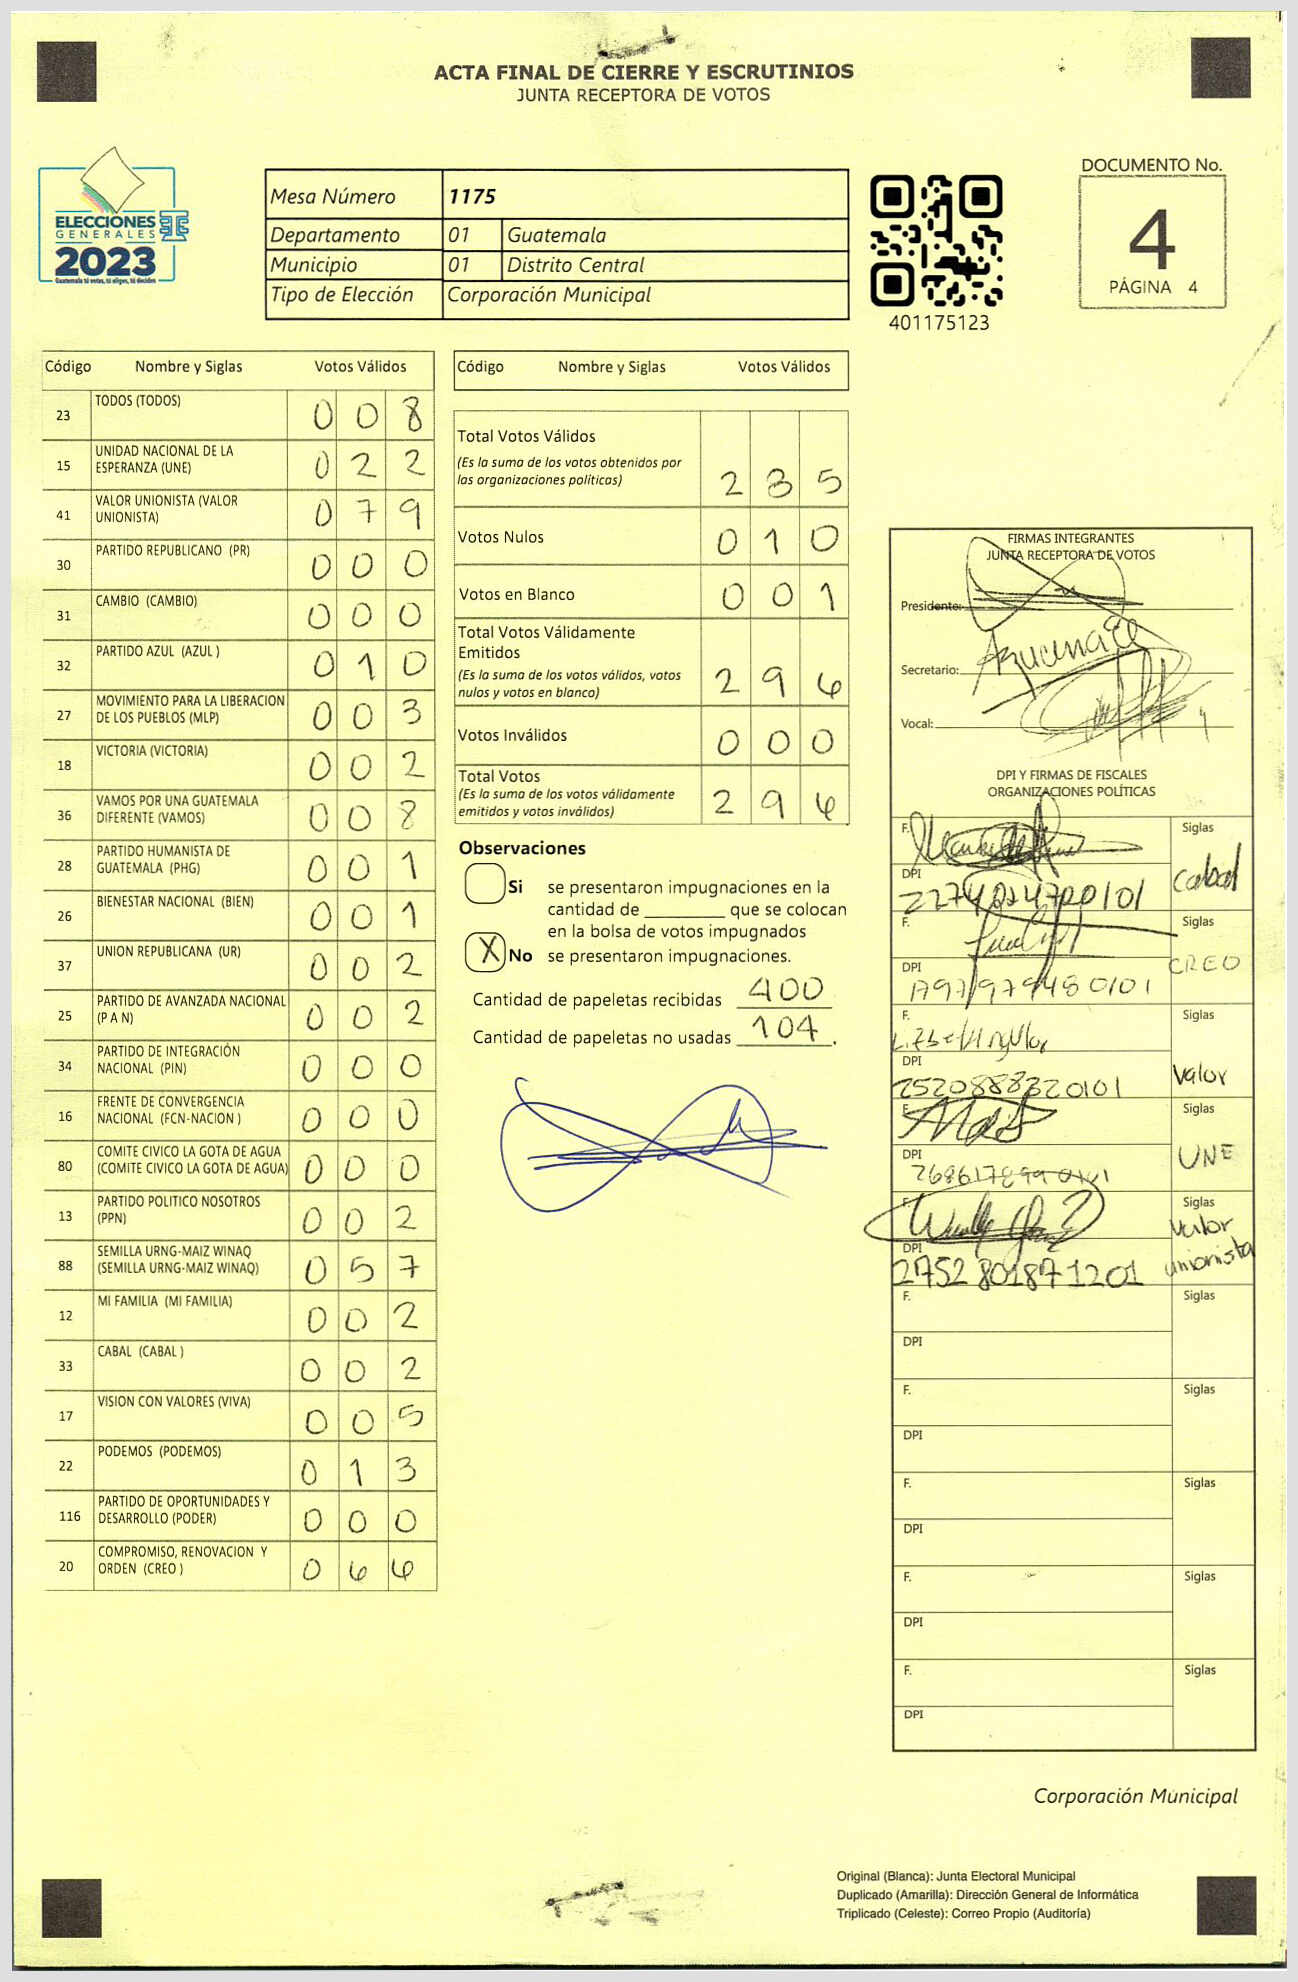 ACTA FINAL DE CIERRE Y ESCRUTINIOS
JUNTA RECEPTORA DE VOTOS
ELECCIONES
GENERALES
2023
Guatemala tú votas, tú eliges, tú decides
Mesa Número 1175
Departamento 01 Guatemala
Municipio 01 Distrito Central
Tipo de Elección Corporación Municipal
401175123
DOCUMENTO No.
4
PÁGINA 4
Código Nombre y Siglas Votos Válidos
23 TODOS (TODOS) 0 0 8
15 UNIDAD NACIONAL DE LA ESPERANZA (UNE) 0 2 2
41 VALOR UNIONISTA (VALOR UNIONISTA) 0 7 9
30 PARTIDO REPUBLICANO (PR) 0 0 0
31 CAMBIO (CAMBIO) 0 0 0
32 PARTIDO AZUL (AZUL ) 0 1 0
27 MOVIMIENTO PARA LA LIBERACION DE LOS PUEBLOS (MLP) 0 0 3
18 VICTORIA (VICTORIA) 0 0 2
36 VAMOS POR UNA GUATEMALA DIFERENTE (VAMOS) 0 0 8
28 PARTIDO HUMANISTA DE GUATEMALA (PHG) 0 0 1
26 BIENESTAR NACIONAL (BIEN) 0 0 1
37 UNION REPUBLICANA (UR) 0 0 2
25 PARTIDO DE AVANZADA NACIONAL (P A N) 0 0 2
34 PARTIDO DE INTEGRACIÓN NACIONAL (PIN) 0 0 0
16 FRENTE DE CONVERGENCIA NACIONAL (FCN-NACION ) 0 0 0
80 COMITE CIVICO LA GOTA DE AGUA (COMITE CIVICO LA GOTA DE AGUA) 0 0 0
13 PARTIDO POLITICO NOSOTROS (PPN) 0 0 2
88 SEMILLA URNG-MAIZ WINAQ (SEMILLA URNG-MAIZ WINAQ) 0 5 7
12 MI FAMILIA (MI FAMILIA) 0 0 2
33 CABAL (CABAL ) 0 0 2
17 VISION CON VALORES (VIVA) 0 0 5
22 PODEMOS (PODEMOS) 0 1 3
116 PARTIDO DE OPORTUNIDADES Y DESARROLLO (PODER) 0 0 0
20 COMPROMISO, RENOVACION Y ORDEN (CREO ) 0 6 6
Código Nombre y Siglas Votos Válidos
Total Votos Válidos
(Es la suma de los votos obtenidos por
las organizaciones políticas) 2 8 5
Votos Nulos 0 1 0
Votos en Blanco 0 0 1
Total Votos Válidamente
Emitidos
(Es la suma de los votos válidos, votos
nulos y votos en blanco) 2 9 6
Votos Inválidos 0 0 0
Total Votos
(Es la suma de los votos válidamente
emitidos y votos inválidos) 2 9 6
Observaciones
Si se presentaron impugnaciones en la
cantidad de ________ que se colocan
en la bolsa de votos impugnados
X No se presentaron impugnaciones.
Cantidad de papeletas recibidas 400
Cantidad de papeletas no usadas 104.
FIRMAS INTEGRANTES
JUNTA RECEPTORA DE VOTOS
Presidente:
Secretario:
Vocal:
DPI Y FIRMAS DE FISCALES
ORGANIZACIONES POLÍTICAS
F. Siglas
cabal
DPI
F. Siglas
CREO
DPI
F. Siglas
Valor
DPI 2520888320101
F. Siglas
UNE
DPI
F. Siglas
Valor
unionista
DPI 2752801871201
F. Siglas
DPI
F. Siglas
DPI
F. Siglas
DPI
F. Siglas
DPI
F. Siglas
DPI
Corporación Municipal
Original (Blanca): Junta Electoral Municipal
Duplicado (Amarilla): Dirección General de Informática
Triplicado (Celeste): Correo Propio (Auditoría)